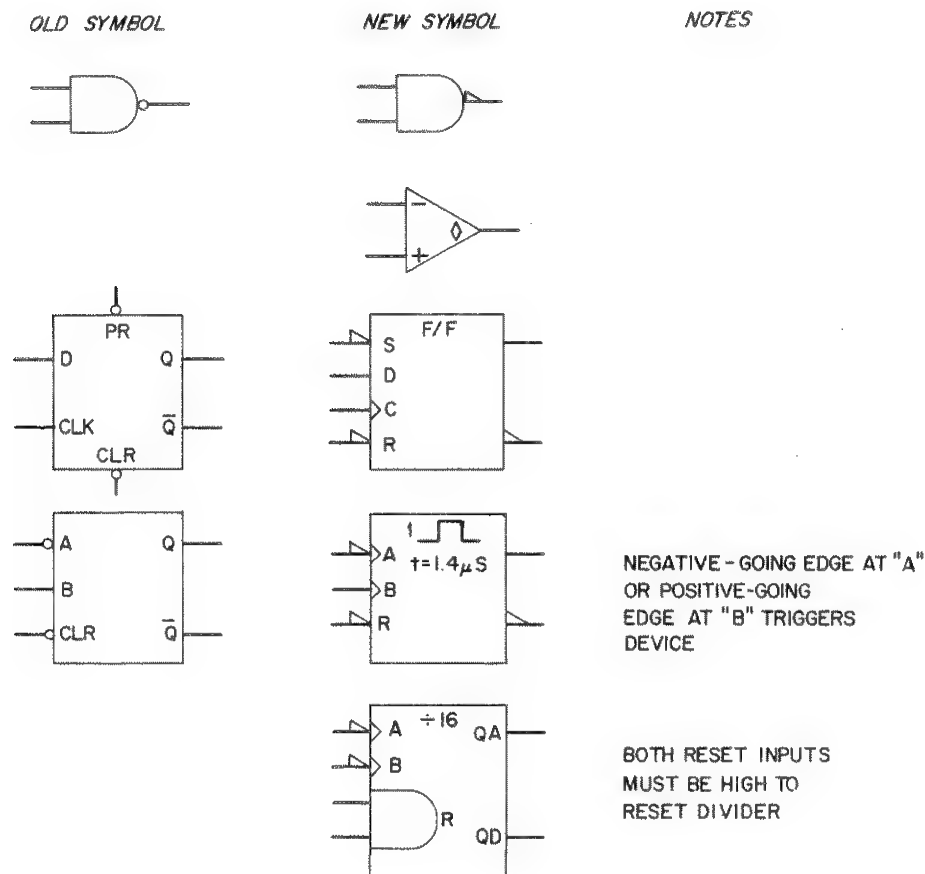 OLD SYMBOL NEW SYMBOL NOTES
− 
+
PR
D Q
CLK Q̅
CLR
F/F
S
D
C
R
A Q
B
CLR Q̅
1
A
t=1.4µS
B
R
NEGATIVE-GOING EDGE AT "A"
OR POSITIVE-GOING
EDGE AT "B" TRIGGERS
DEVICE
÷16
A QA
B
R
QD
BOTH RESET INPUTS
MUST BE HIGH TO
RESET DIVIDER